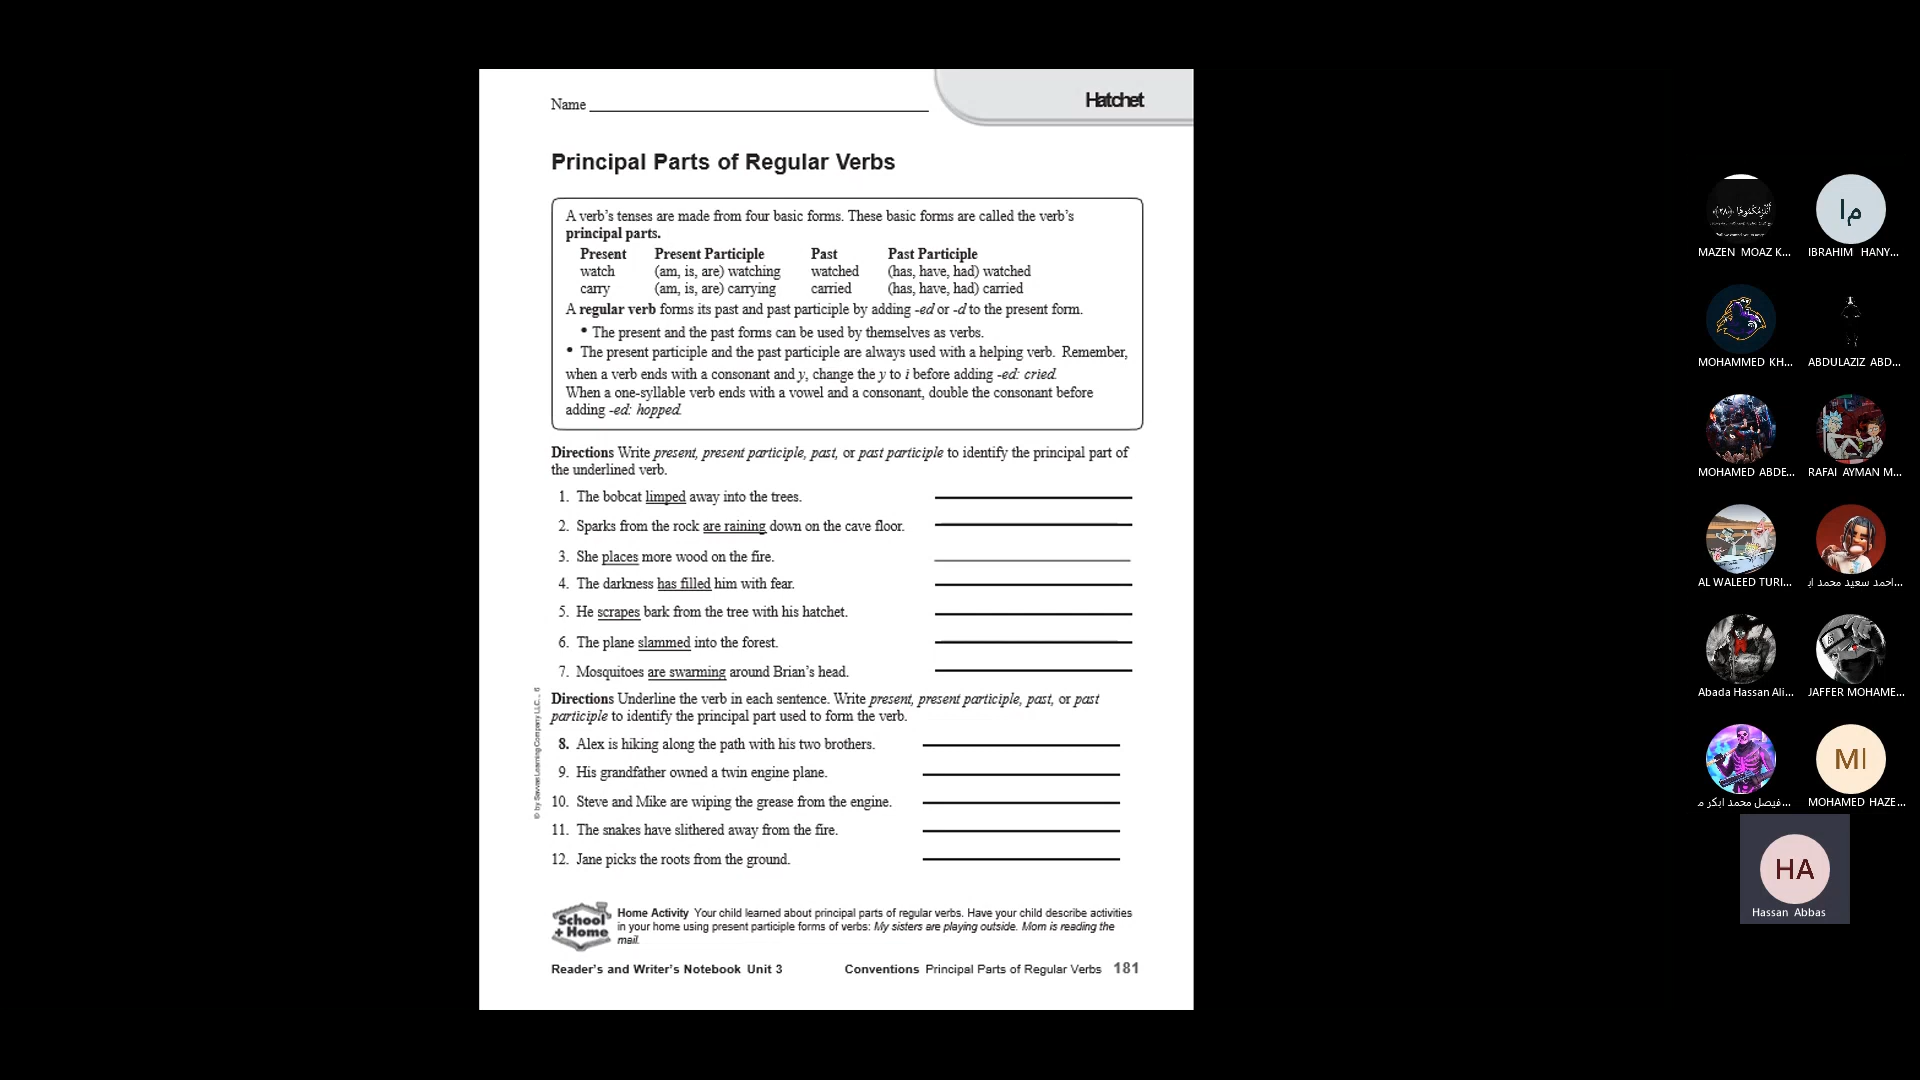 Name
Hatchet
Principal Parts of Regular Verbs
A verb's tenses are made from four basic forms. These basic forms are called the verb's
principal parts.
Present Present Participle Past Past Participle
watch (am, is, are) watching watched (has, have, had) watched
carry (am, is, are) carrying carried (has, have, had) carried
A regular verb forms its past and past participle by adding -ed or -d to the present form.
• The present and the past forms can be used by themselves as verbs.
• The present participle and the past participle are always used with a helping verb. Remember,
when a verb ends with a consonant and y, change the y to i before adding -ed: cried.
When a one-syllable verb ends with a vowel and a consonant, double the consonant before
adding -ed: hopped.
Directions Write present, present participle, past, or past participle to identify the principal part of
the underlined verb.
1. The bobcat limped away into the trees.
2. Sparks from the rock are raining down on the cave floor.
3. She places more wood on the fire.
4. The darkness has filled him with fear.
5. He scrapes bark from the tree with his hatchet.
6. The plane slammed into the forest.
7. Mosquitoes are swarming around Brian's head.
Directions Underline the verb in each sentence. Write present, present participle, past, or past
participle to identify the principal part used to form the verb.
8. Alex is hiking along the path with his two brothers.
9. His grandfather owned a twin engine plane.
10. Steve and Mike are wiping the grease from the engine.
11. The snakes have slithered away from the fire.
12. Jane picks the roots from the ground.
© by Savvas Learning Company LLC., 6
School
+ Home
Home Activity Your child learned about principal parts of regular verbs. Have your child describe activities
in your home using present participle forms of verbs: My sisters are playing outside. Mom is reading the
mail.
Reader's and Writer's Notebook Unit 3
Conventions Principal Parts of Regular Verbs 181
ما
MAZEN MOAZ K...
IBRAHIM HANY...
MOHAMMED KH...
ABDULAZIZ ABD...
MOHAMED ABDE...
RAFAI AYMAN M...
AL WALEED TURI...
احمد سعيد محمد اب...
Abada Hassan Ali...
JAFFER MOHAME...
MI
فيصل محمد ابكر م...
MOHAMED HAZE...
HA
Hassan Abbas